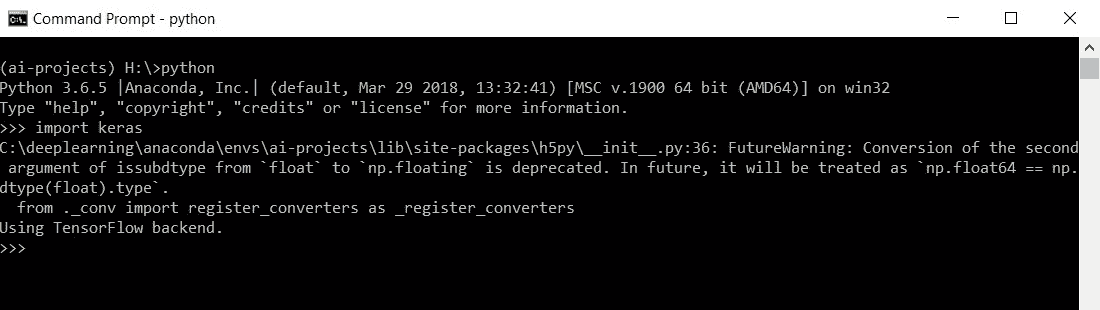 Command Prompt - python
(ai-projects) H:\>python
Python 3.6.5 |Anaconda, Inc.| (default, Mar 29 2018, 13:32:41) [MSC v.1900 64 bit (AMD64)] on win32
Type "help", "copyright", "credits" or "license" for more information.
>>> import keras
C:\deeplearning\anaconda\envs\ai-projects\lib\site-packages\h5py\__init__.py:36: FutureWarning: Conversion of the second
 argument of issubdtype from `float` to `np.floating` is deprecated. In future, it will be treated as `np.float64 == np.
dtype(float).type`.
  from ._conv import register_converters as _register_converters
Using TensorFlow backend.
>>>